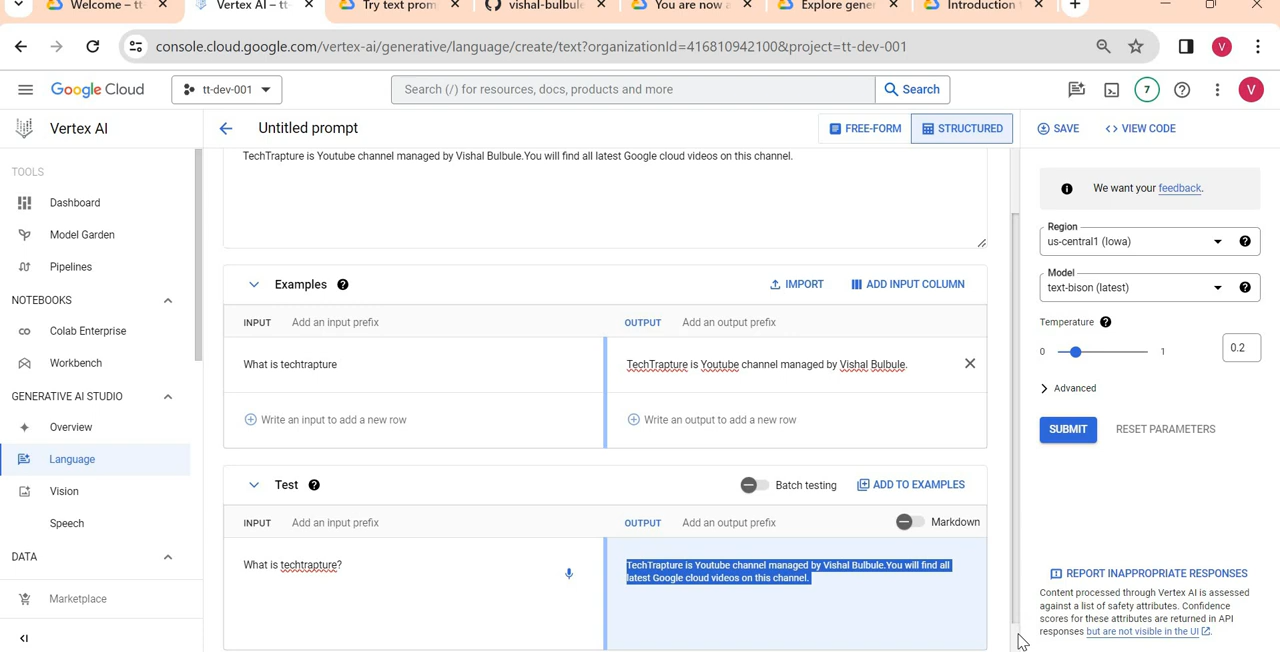 Welcome – tt
Vertex AI – tt-
Try text prom
vishal-bulbule
You are now a
Explore gener
Introduction
console.cloud.google.com/vertex-ai/generative/language/create/text?organizationId=416810942100&project=tt-dev-001
V
Google Cloud
tt-dev-001
Search (/) for resources, docs, products and more
Search
7
V
Vertex AI
Untitled prompt
FREE-FORM
STRUCTURED
SAVE
<> VIEW CODE
TOOLS
Dashboard
Model Garden
Pipelines
NOTEBOOKS
Colab Enterprise
Workbench
GENERATIVE AI STUDIO
Overview
Language
Vision
Speech
DATA
Marketplace
TechTrapture is Youtube channel managed by Vishal Bulbule.You will find all latest Google cloud videos on this channel.
Examples
IMPORT
ADD INPUT COLUMN
INPUT Add an input prefix
OUTPUT Add an output prefix
What is techtrapture
TechTrapture is Youtube channel managed by Vishal Bulbule.
Write an input to add a new row
Write an output to add a new row
Test
Batch testing
ADD TO EXAMPLES
INPUT Add an input prefix
OUTPUT Add an output prefix
Markdown
What is techtrapture?
TechTrapture is Youtube channel managed by Vishal Bulbule.You will find all
latest Google cloud videos on this channel.
We want your feedback.
Region
us-central1 (Iowa)
Model
text-bison (latest)
Temperature
0
1
0.2
Advanced
SUBMIT
RESET PARAMETERS
REPORT INAPPROPRIATE RESPONSES
Content processed through Vertex AI is assessed
against a list of safety attributes. Confidence
scores for these attributes are returned in API
responses but are not visible in the UI.